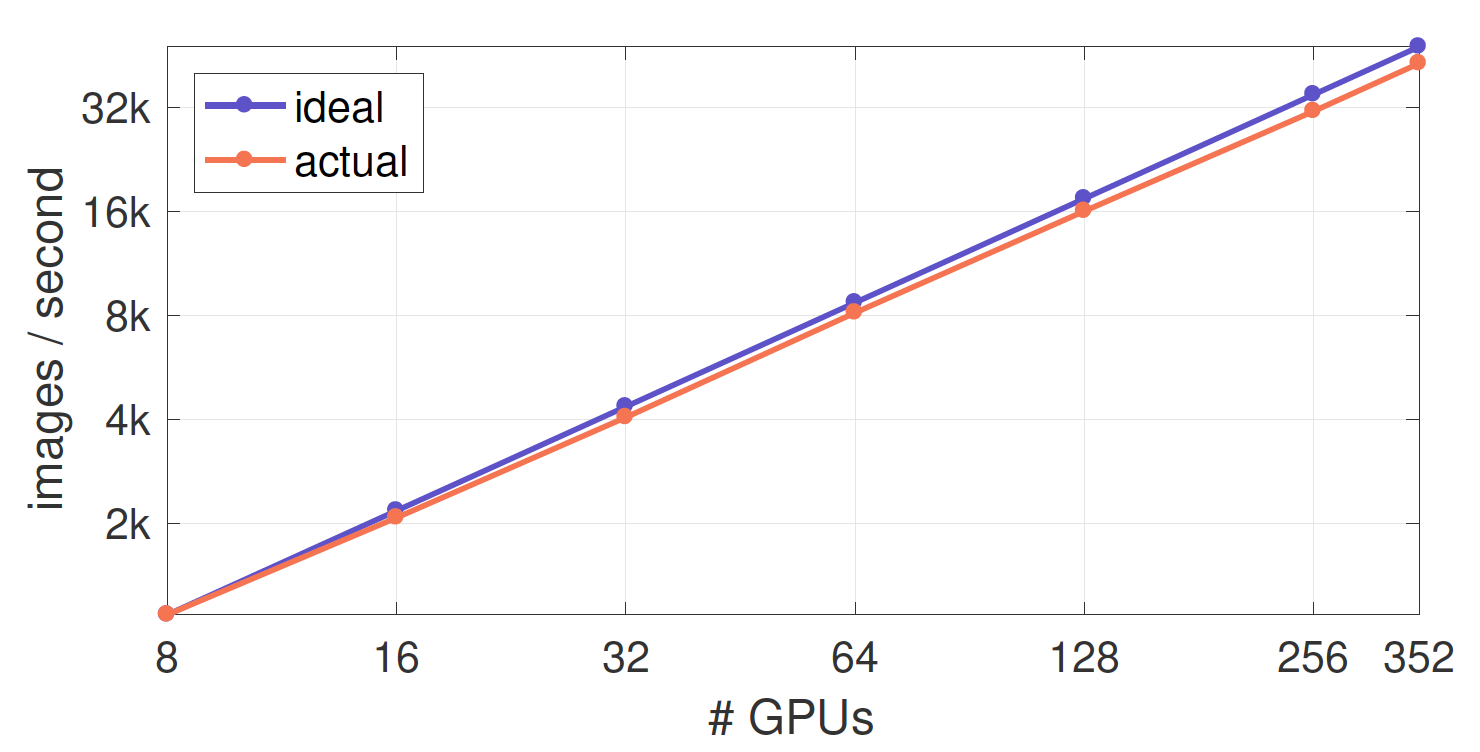 ideal
actual
32k
16k
8k
4k
2k
images / second
8 16 32 64 128 256 352
# GPUs